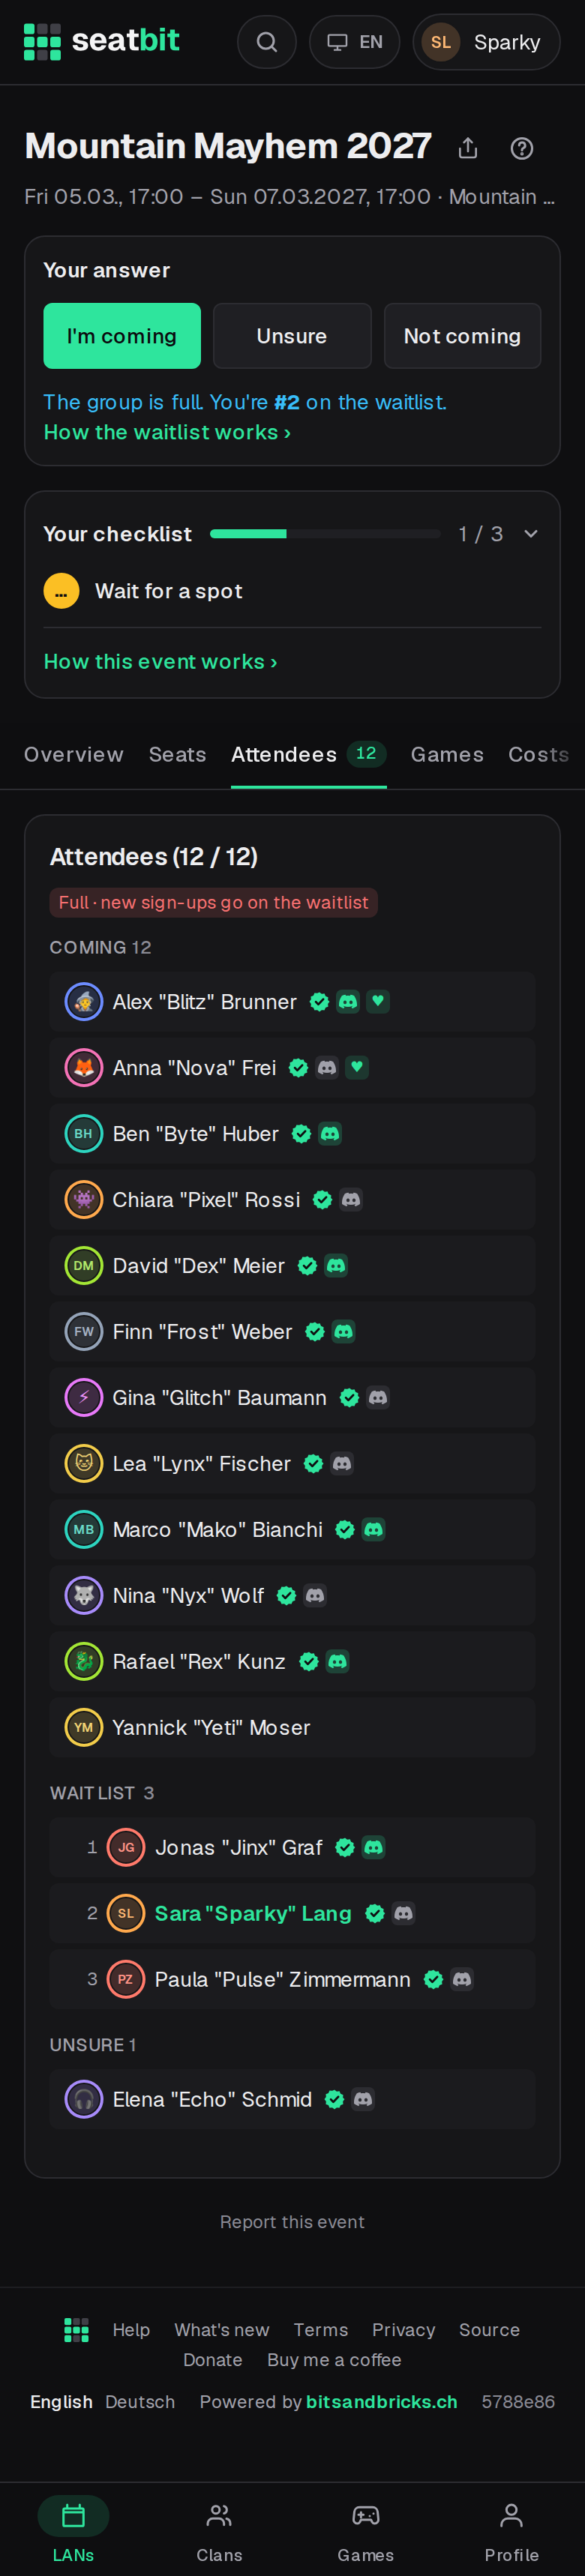 seatbit
EN
SL Sparky
Mountain Mayhem 2027
Fri 05.03., 17:00 – Sun 07.03.2027, 17:00 · Mountain ...
Your answer
I'm coming
Unsure
Not coming
The group is full. You're #2 on the waitlist.
How the waitlist works ›
Your checklist
1 / 3
... Wait for a spot
How this event works ›
Overview Seats Attendees 12 Games Costs
Attendees (12 / 12)
Full · new sign-ups go on the waitlist
COMING 12
Alex "Blitz" Brunner
Anna "Nova" Frei
BH Ben "Byte" Huber
Chiara "Pixel" Rossi
DM David "Dex" Meier
FW Finn "Frost" Weber
Gina "Glitch" Baumann
Lea "Lynx" Fischer
MB Marco "Mako" Bianchi
Nina "Nyx" Wolf
Rafael "Rex" Kunz
YM Yannick "Yeti" Moser
WAITLIST 3
1 JG Jonas "Jinx" Graf
2 SL Sara "Sparky" Lang
3 PZ Paula "Pulse" Zimmermann
UNSURE 1
Elena "Echo" Schmid
Report this event
Help What's new Terms Privacy Source
Donate Buy me a coffee
English Deutsch Powered by bitsandbricks.ch 5788e86
LANs Clans Games Profile